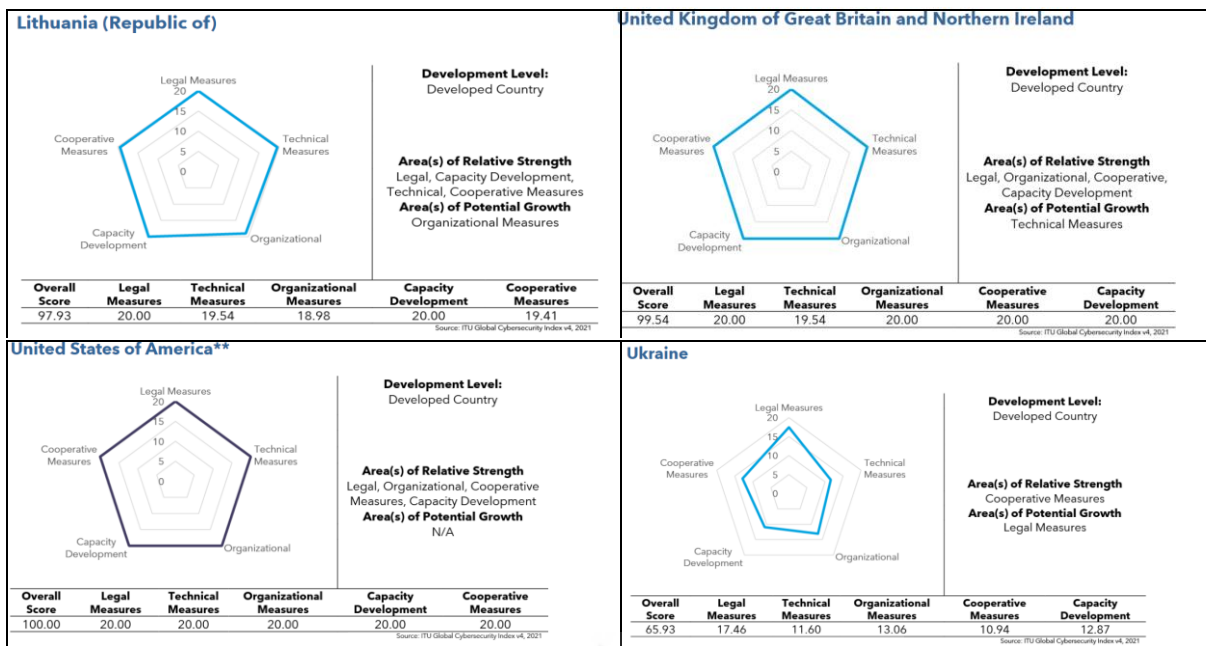 Lithuania (Republic of)
Legal Measures
20
15
10
5
0
Cooperative
Measures
Technical
Measures
Capacity
Development
Organizational
Development Level:
Developed Country
Area(s) of Relative Strength
Legal, Capacity Development,
Technical, Cooperative Measures
Area(s) of Potential Growth
Organizational Measures
Overall Score Legal Measures Technical Measures Organizational Measures Capacity Development Cooperative Measures
97.93 20.00 19.54 18.98 20.00 19.41
Source: ITU Global Cybersecurity Index v4, 2021
United Kingdom of Great Britain and Northern Ireland
Legal Measures
20
15
10
5
0
Cooperative
Measures
Technical
Measures
Capacity
Development
Organizational
Development Level:
Developed Country
Area(s) of Relative Strength
Legal, Organizational, Cooperative,
Capacity Development
Area(s) of Potential Growth
Technical Measures
Overall Score Legal Measures Technical Measures Organizational Measures Cooperative Measures Capacity Development
99.54 20.00 19.54 20.00 20.00 20.00
Source: ITU Global Cybersecurity Index v4, 2021
United States of America**
Legal Measures
20
15
10
5
0
Cooperative
Measures
Technical
Measures
Capacity
Development
Organizational
Development Level:
Developed Country
Area(s) of Relative Strength
Legal, Organizational, Cooperative
Measures, Capacity Development
Area(s) of Potential Growth
N/A
Overall Score Legal Measures Technical Measures Organizational Measures Capacity Development Cooperative Measures
100.00 20.00 20.00 20.00 20.00 20.00
Source: ITU Global Cybersecurity Index v4, 2021
Ukraine
Legal Measures
20
15
10
5
0
Cooperative
Measures
Technical
Measures
Capacity
Development
Organizational
Development Level:
Developed Country
Area(s) of Relative Strength
Cooperative Measures
Area(s) of Potential Growth
Legal Measures
Overall Score Legal Measures Technical Measures Organizational Measures Cooperative Measures Capacity Development
65.93 17.46 11.60 13.06 10.94 12.87
Source: ITU Global Cybersecurity Index v4, 2021